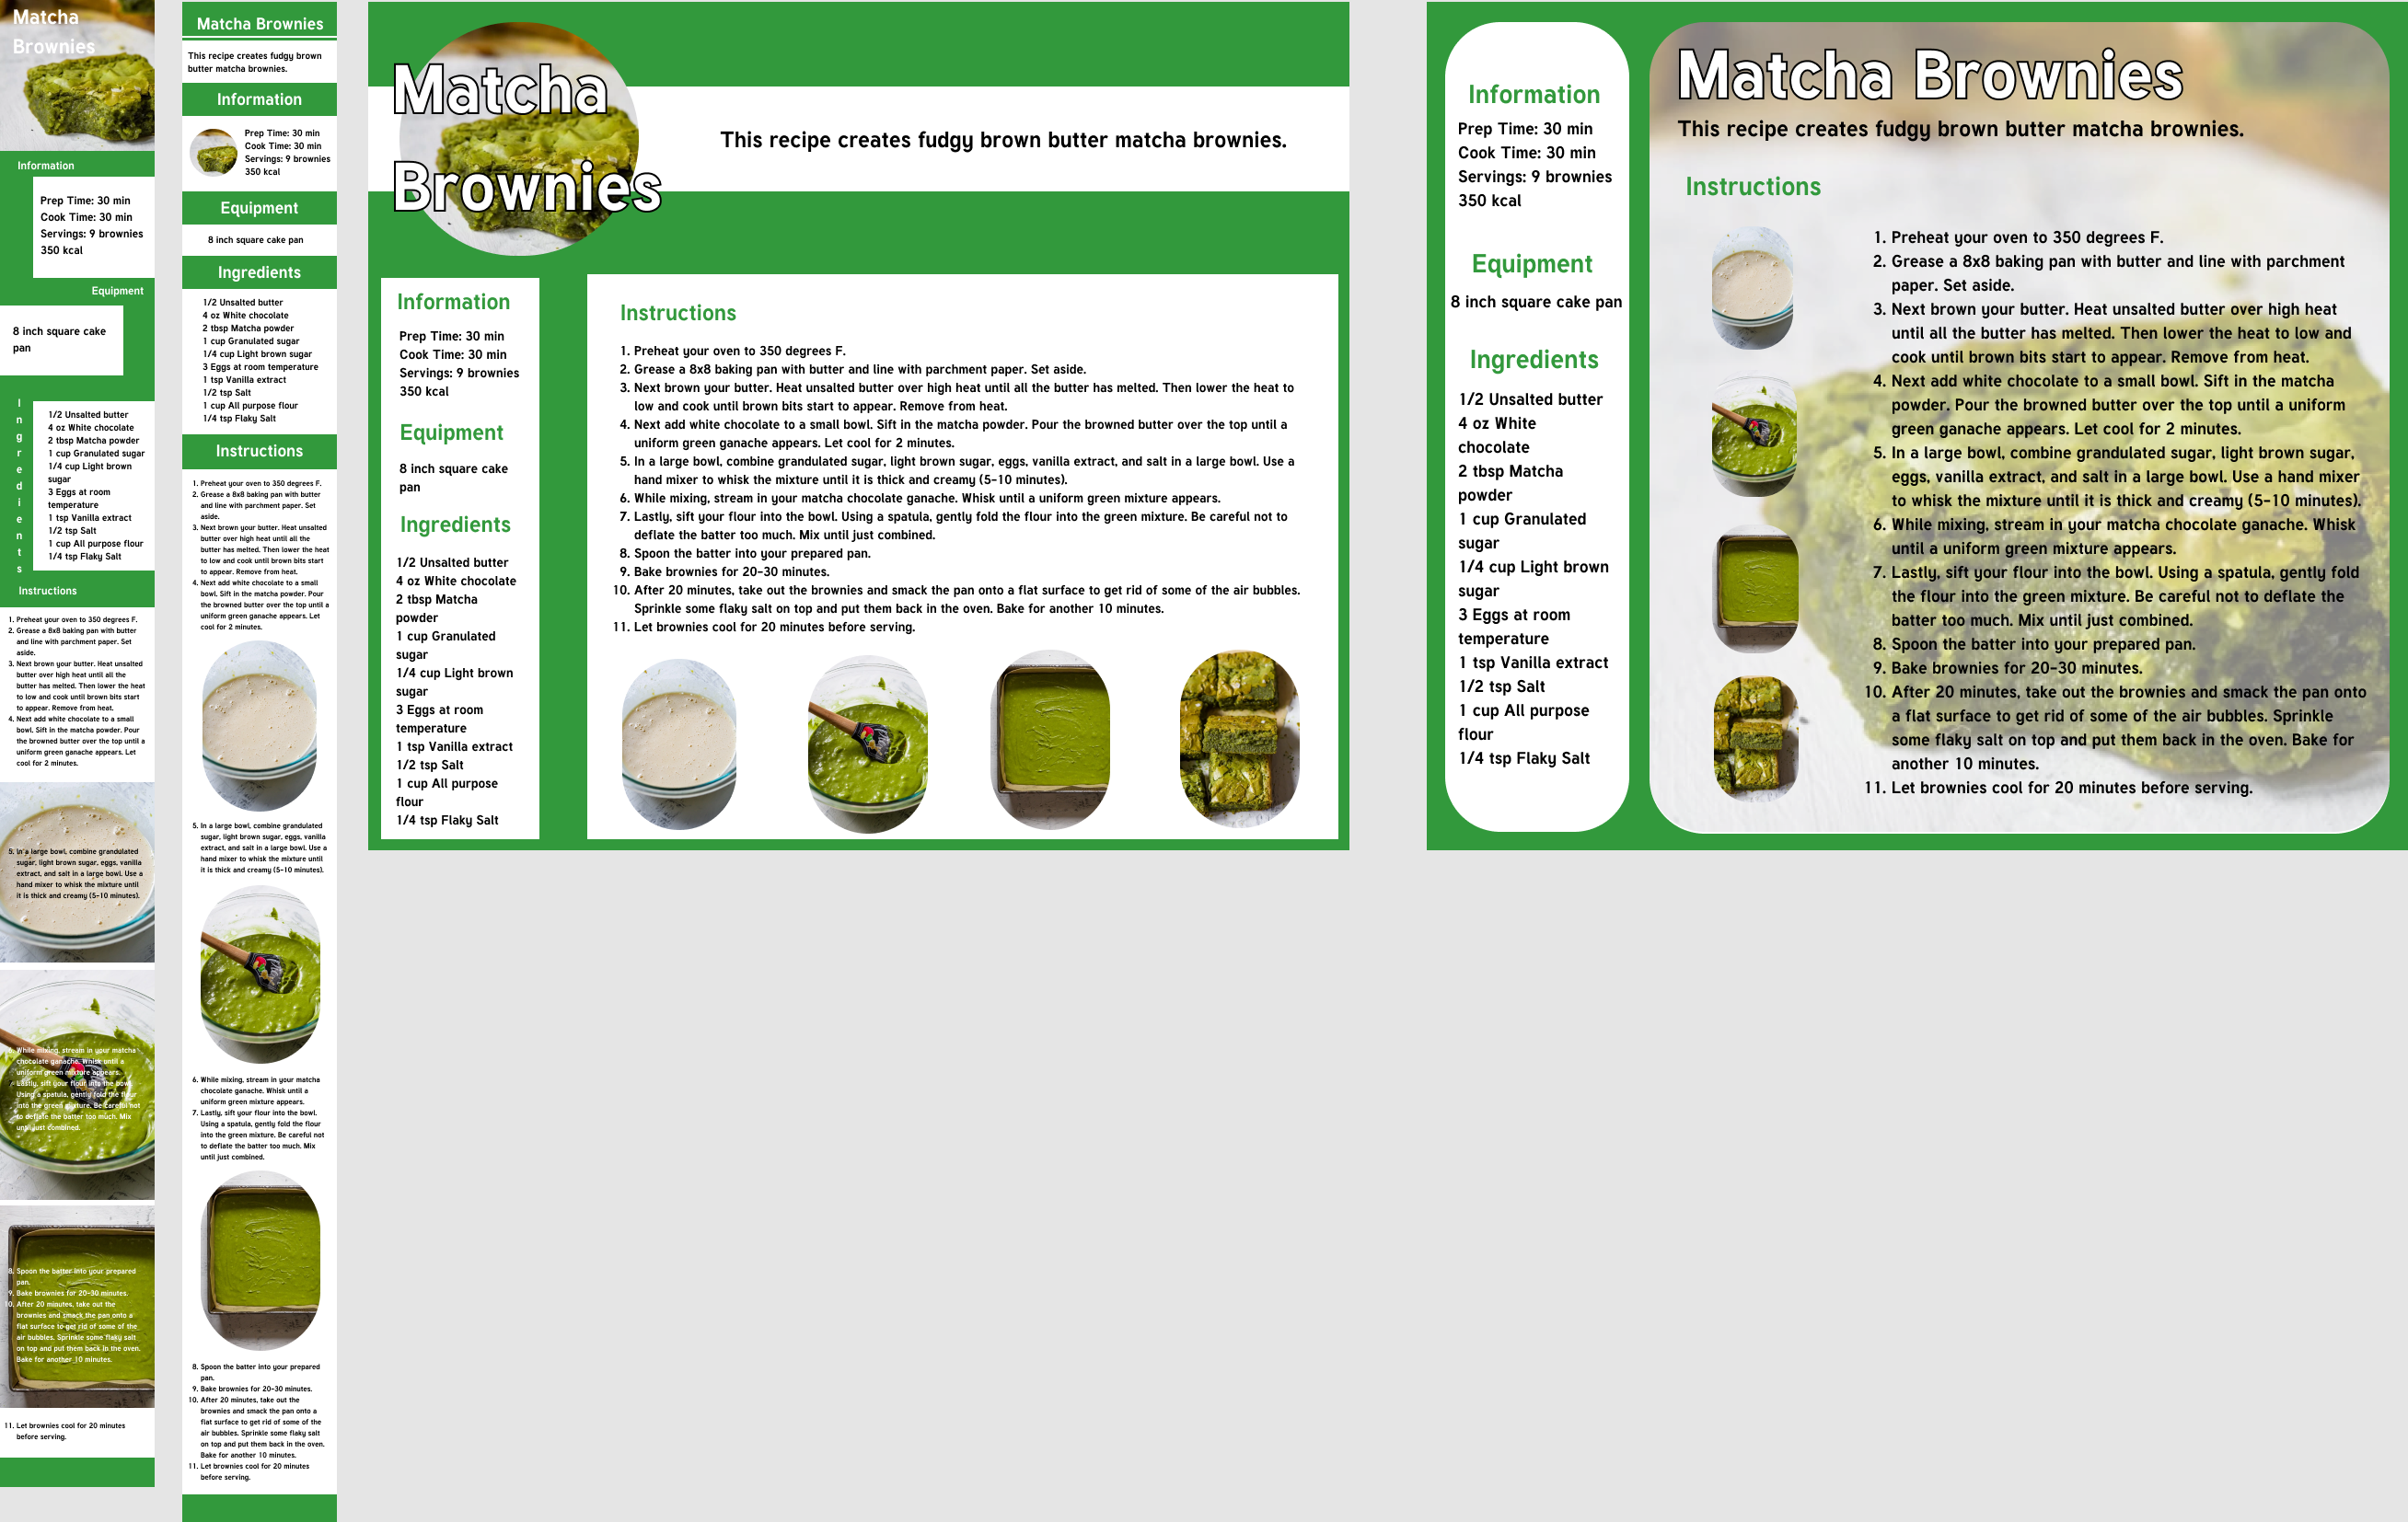 Matcha
Brownies
Information
Prep Time: 30 min
Cook Time: 30 min
Servings: 9 brownies
350 kcal
Equipment
8 inch square cake
pan
Ingredients
1/2 Unsalted butter
4 oz White chocolate
2 tbsp Matcha powder
1 cup Granulated sugar
1/4 cup Light brown
sugar
3 Eggs at room
temperature
1 tsp Vanilla extract
1/2 tsp Salt
1 cup All purpose flour
1/4 tsp Flaky Salt
Instructions
1. Preheat your oven to 350 degrees F.
2. Grease a 8x8 baking pan with butter
and line with parchment paper. Set
aside.
3. Next brown your butter. Heat unsalted
butter over high heat until all the
butter has melted. Then lower the heat
to low and cook until brown bits start
to appear. Remove from heat.
4. Next add white chocolate to a small
bowl. Sift in the matcha powder. Pour
the browned butter over the top until a
uniform green ganache appears. Let
cool for 2 minutes.
5. In a large bowl, combine grandulated
sugar, light brown sugar, eggs, vanilla
extract, and salt in a large bowl. Use a
hand mixer to whisk the mixture until
it is thick and creamy (5-10 minutes).
6. While mixing, stream in your matcha
chocolate ganache. Whisk until a
uniform green mixture appears.
7. Lastly, sift your flour into the bowl.
Using a spatula, gently fold the flour
into the green mixture. Be careful not
to deflate the batter too much. Mix
until just combined.
8. Spoon the batter into your prepared
pan.
9. Bake brownies for 20-30 minutes.
10. After 20 minutes, take out the
brownies and smack the pan onto a
flat surface to get rid of some of the
air bubbles. Sprinkle some flaky salt
on top and put them back in the oven.
Bake for another 10 minutes.
11. Let brownies cool for 20 minutes
before serving.
Matcha Brownies
This recipe creates fudgy brown
butter matcha brownies.
Information
Prep Time: 30 min
Cook Time: 30 min
Servings: 9 brownies
350 kcal
Equipment
8 inch square cake pan
Ingredients
1/2 Unsalted butter
4 oz White chocolate
2 tbsp Matcha powder
1 cup Granulated sugar
1/4 cup Light brown sugar
3 Eggs at room temperature
1 tsp Vanilla extract
1/2 tsp Salt
1 cup All purpose flour
1/4 tsp Flaky Salt
Instructions
1. Preheat your oven to 350 degrees F.
2. Grease a 8x8 baking pan with butter
and line with parchment paper. Set
aside.
3. Next brown your butter. Heat unsalted
butter over high heat until all the
butter has melted. Then lower the heat
to low and cook until brown bits start
to appear. Remove from heat.
4. Next add white chocolate to a small
bowl. Sift in the matcha powder. Pour
the browned butter over the top until a
uniform green ganache appears. Let
cool for 2 minutes.
5. In a large bowl, combine grandulated
sugar, light brown sugar, eggs, vanilla
extract, and salt in a large bowl. Use a
hand mixer to whisk the mixture until
it is thick and creamy (5-10 minutes).
6. While mixing, stream in your matcha
chocolate ganache. Whisk until a
uniform green mixture appears.
7. Lastly, sift your flour into the bowl.
Using a spatula, gently fold the flour
into the green mixture. Be careful not
to deflate the batter too much. Mix
until just combined.
8. Spoon the batter into your prepared
pan.
9. Bake brownies for 20-30 minutes.
10. After 20 minutes, take out the
brownies and smack the pan onto a
flat surface to get rid of some of the
air bubbles. Sprinkle some flaky salt
on top and put them back in the oven.
Bake for another 10 minutes.
11. Let brownies cool for 20 minutes
before serving.
Matcha
Brownies
This recipe creates fudgy brown butter matcha brownies.
Information
Prep Time: 30 min
Cook Time: 30 min
Servings: 9 brownies
350 kcal
Equipment
8 inch square cake
pan
Ingredients
1/2 Unsalted butter
4 oz White chocolate
2 tbsp Matcha
powder
1 cup Granulated
sugar
1/4 cup Light brown
sugar
3 Eggs at room
temperature
1 tsp Vanilla extract
1/2 tsp Salt
1 cup All purpose
flour
1/4 tsp Flaky Salt
Instructions
1. Preheat your oven to 350 degrees F.
2. Grease a 8x8 baking pan with butter and line with parchment paper. Set aside.
3. Next brown your butter. Heat unsalted butter over high heat until all the butter has melted. Then lower the heat to
low and cook until brown bits start to appear. Remove from heat.
4. Next add white chocolate to a small bowl. Sift in the matcha powder. Pour the browned butter over the top until a
uniform green ganache appears. Let cool for 2 minutes.
5. In a large bowl, combine grandulated sugar, light brown sugar, eggs, vanilla extract, and salt in a large bowl. Use a
hand mixer to whisk the mixture until it is thick and creamy (5-10 minutes).
6. While mixing, stream in your matcha chocolate ganache. Whisk until a uniform green mixture appears.
7. Lastly, sift your flour into the bowl. Using a spatula, gently fold the flour into the green mixture. Be careful not to
deflate the batter too much. Mix until just combined.
8. Spoon the batter into your prepared pan.
9. Bake brownies for 20-30 minutes.
10. After 20 minutes, take out the brownies and smack the pan onto a flat surface to get rid of some of the air bubbles.
Sprinkle some flaky salt on top and put them back in the oven. Bake for another 10 minutes.
11. Let brownies cool for 20 minutes before serving.
Information
Prep Time: 30 min
Cook Time: 30 min
Servings: 9 brownies
350 kcal
Equipment
8 inch square cake pan
Ingredients
1/2 Unsalted butter
4 oz White
chocolate
2 tbsp Matcha
powder
1 cup Granulated
sugar
1/4 cup Light brown
sugar
3 Eggs at room
temperature
1 tsp Vanilla extract
1/2 tsp Salt
1 cup All purpose
flour
1/4 tsp Flaky Salt
Matcha Brownies
This recipe creates fudgy brown butter matcha brownies.
Instructions
1. Preheat your oven to 350 degrees F.
2. Grease a 8x8 baking pan with butter and line with parchment
paper. Set aside.
3. Next brown your butter. Heat unsalted butter over high heat
until all the butter has melted. Then lower the heat to low and
cook until brown bits start to appear. Remove from heat.
4. Next add white chocolate to a small bowl. Sift in the matcha
powder. Pour the browned butter over the top until a uniform
green ganache appears. Let cool for 2 minutes.
5. In a large bowl, combine grandulated sugar, light brown sugar,
eggs, vanilla extract, and salt in a large bowl. Use a hand mixer
to whisk the mixture until it is thick and creamy (5-10 minutes).
6. While mixing, stream in your matcha chocolate ganache. Whisk
until a uniform green mixture appears.
7. Lastly, sift your flour into the bowl. Using a spatula, gently fold
the flour into the green mixture. Be careful not to deflate the
batter too much. Mix until just combined.
8. Spoon the batter into your prepared pan.
9. Bake brownies for 20-30 minutes.
10. After 20 minutes, take out the brownies and smack the pan onto
a flat surface to get rid of some of the air bubbles. Sprinkle
some flaky salt on top and put them back in the oven. Bake for
another 10 minutes.
11. Let brownies cool for 20 minutes before serving.